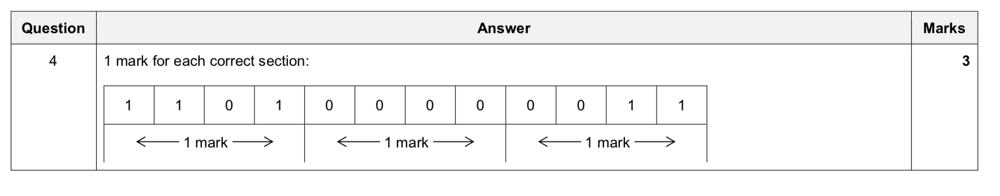 Question Answer Marks
4 1 mark for each correct section: 3
1 1 0 1 0 0 0 0 0 0 1 1
1 mark 1 mark 1 mark